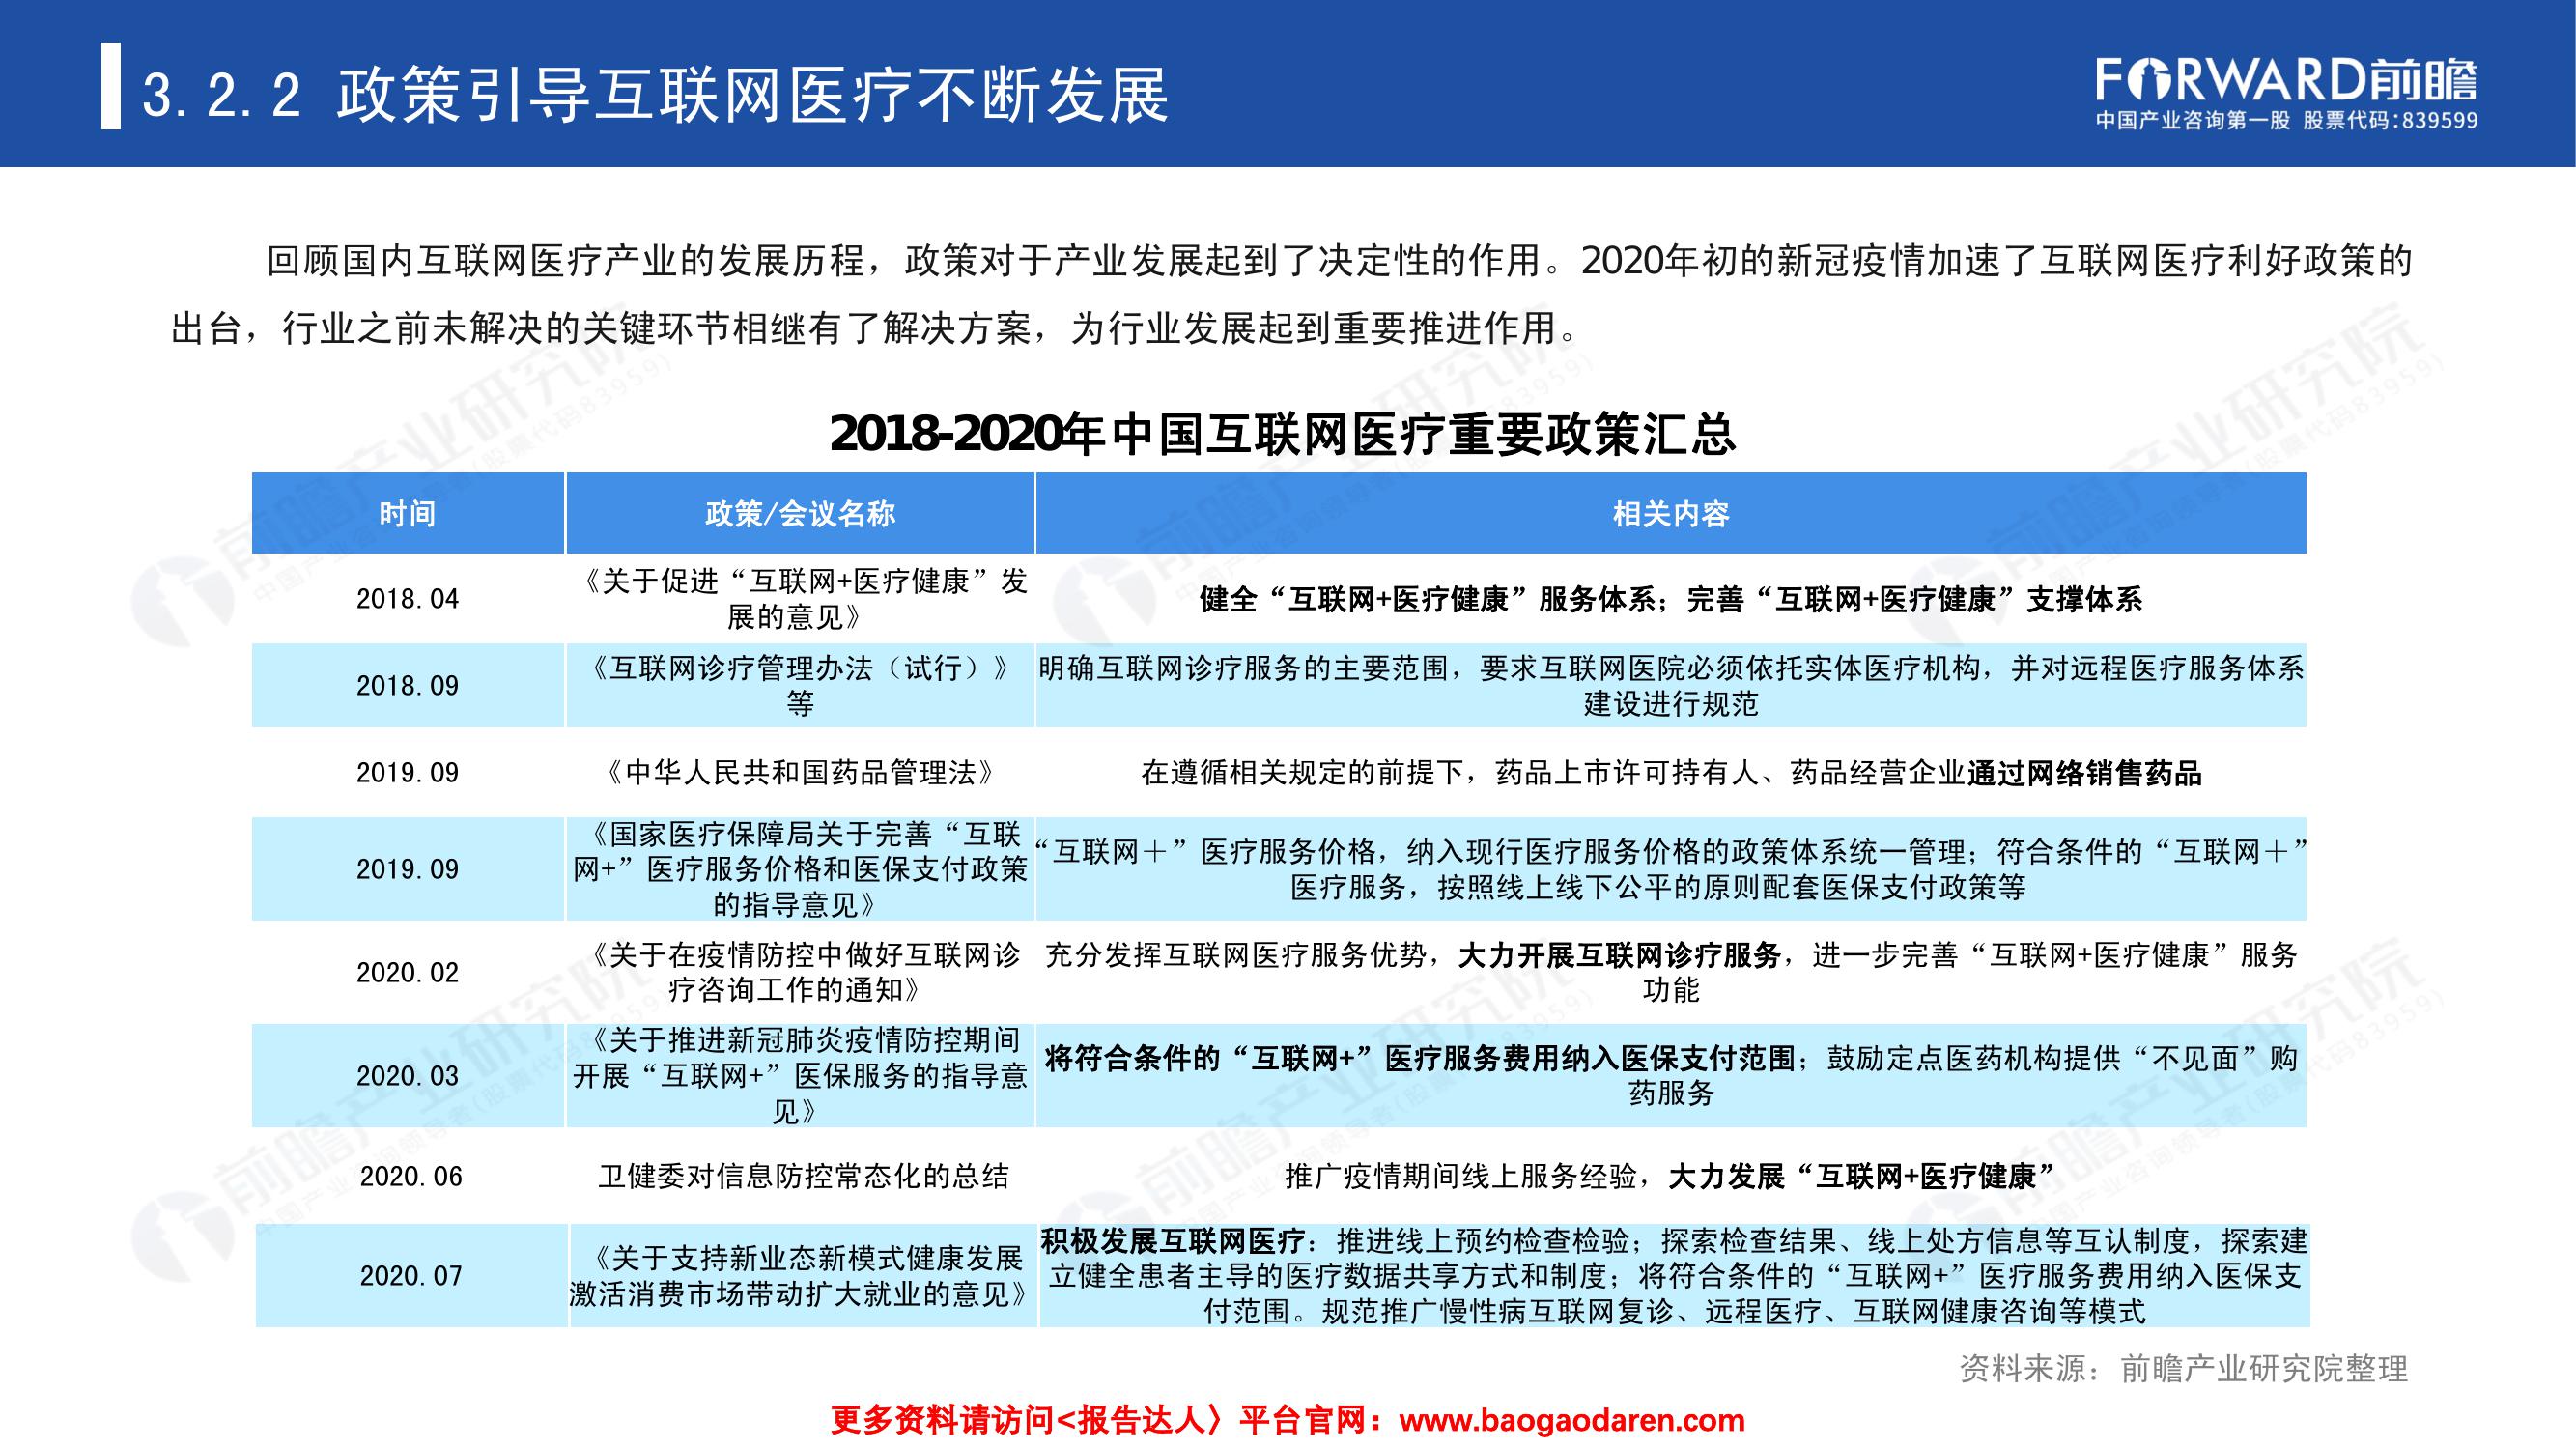 3.2.2 政策引导互联网医疗不断发展
FORWARD前瞻
中国产业咨询第一股 股票代码:839599
回顾国内互联网医疗产业的发展历程，政策对于产业发展起到了决定性的作用。2020年初的新冠疫情加速了互联网医疗利好政策的
出台，行业之前未解决的关键环节相继有了解决方案，为行业发展起到重要推进作用。
2018-2020年中国互联网医疗重要政策汇总
时间 政策/会议名称 相关内容
2018.04
《关于促进“互联网+医疗健康”发
展的意见》
健全“互联网+医疗健康”服务体系；完善“互联网+医疗健康”支撑体系
2018.09
《互联网诊疗管理办法（试行）》
等
明确互联网诊疗服务的主要范围，要求互联网医院必须依托实体医疗机构，并对远程医疗服务体系
建设进行规范
2019.09
《中华人民共和国药品管理法》
在遵循相关规定的前提下，药品上市许可持有人、药品经营企业通过网络销售药品
2019.09
《国家医疗保障局关于完善“互联
网+”医疗服务价格和医保支付政策
的指导意见》
“互联网＋”医疗服务价格，纳入现行医疗服务价格的政策体系统一管理；符合条件的“互联网＋”
医疗服务，按照线上线下公平的原则配套医保支付政策等
2020.02
《关于在疫情防控中做好互联网诊
疗咨询工作的通知》
充分发挥互联网医疗服务优势，大力开展互联网诊疗服务，进一步完善“互联网+医疗健康”服务
功能
2020.03
《关于推进新冠肺炎疫情防控期间
开展“互联网+”医保服务的指导意
见》
将符合条件的“互联网+”医疗服务费用纳入医保支付范围；鼓励定点医药机构提供“不见面”购
药服务
2020.06
卫健委对信息防控常态化的总结
推广疫情期间线上服务经验，大力发展“互联网+医疗健康”
2020.07
《关于支持新业态新模式健康发展
激活消费市场带动扩大就业的意见》
积极发展互联网医疗：推进线上预约检查检验；探索检查结果、线上处方信息等互认制度，探索建
立健全患者主导的医疗数据共享方式和制度；将符合条件的“互联网+”医疗服务费用纳入医保支
付范围。规范推广慢性病互联网复诊、远程医疗、互联网健康咨询等模式
资料来源：前瞻产业研究院整理
更多资料请访问<报告达人〉平台官网：www.baogaodaren.com